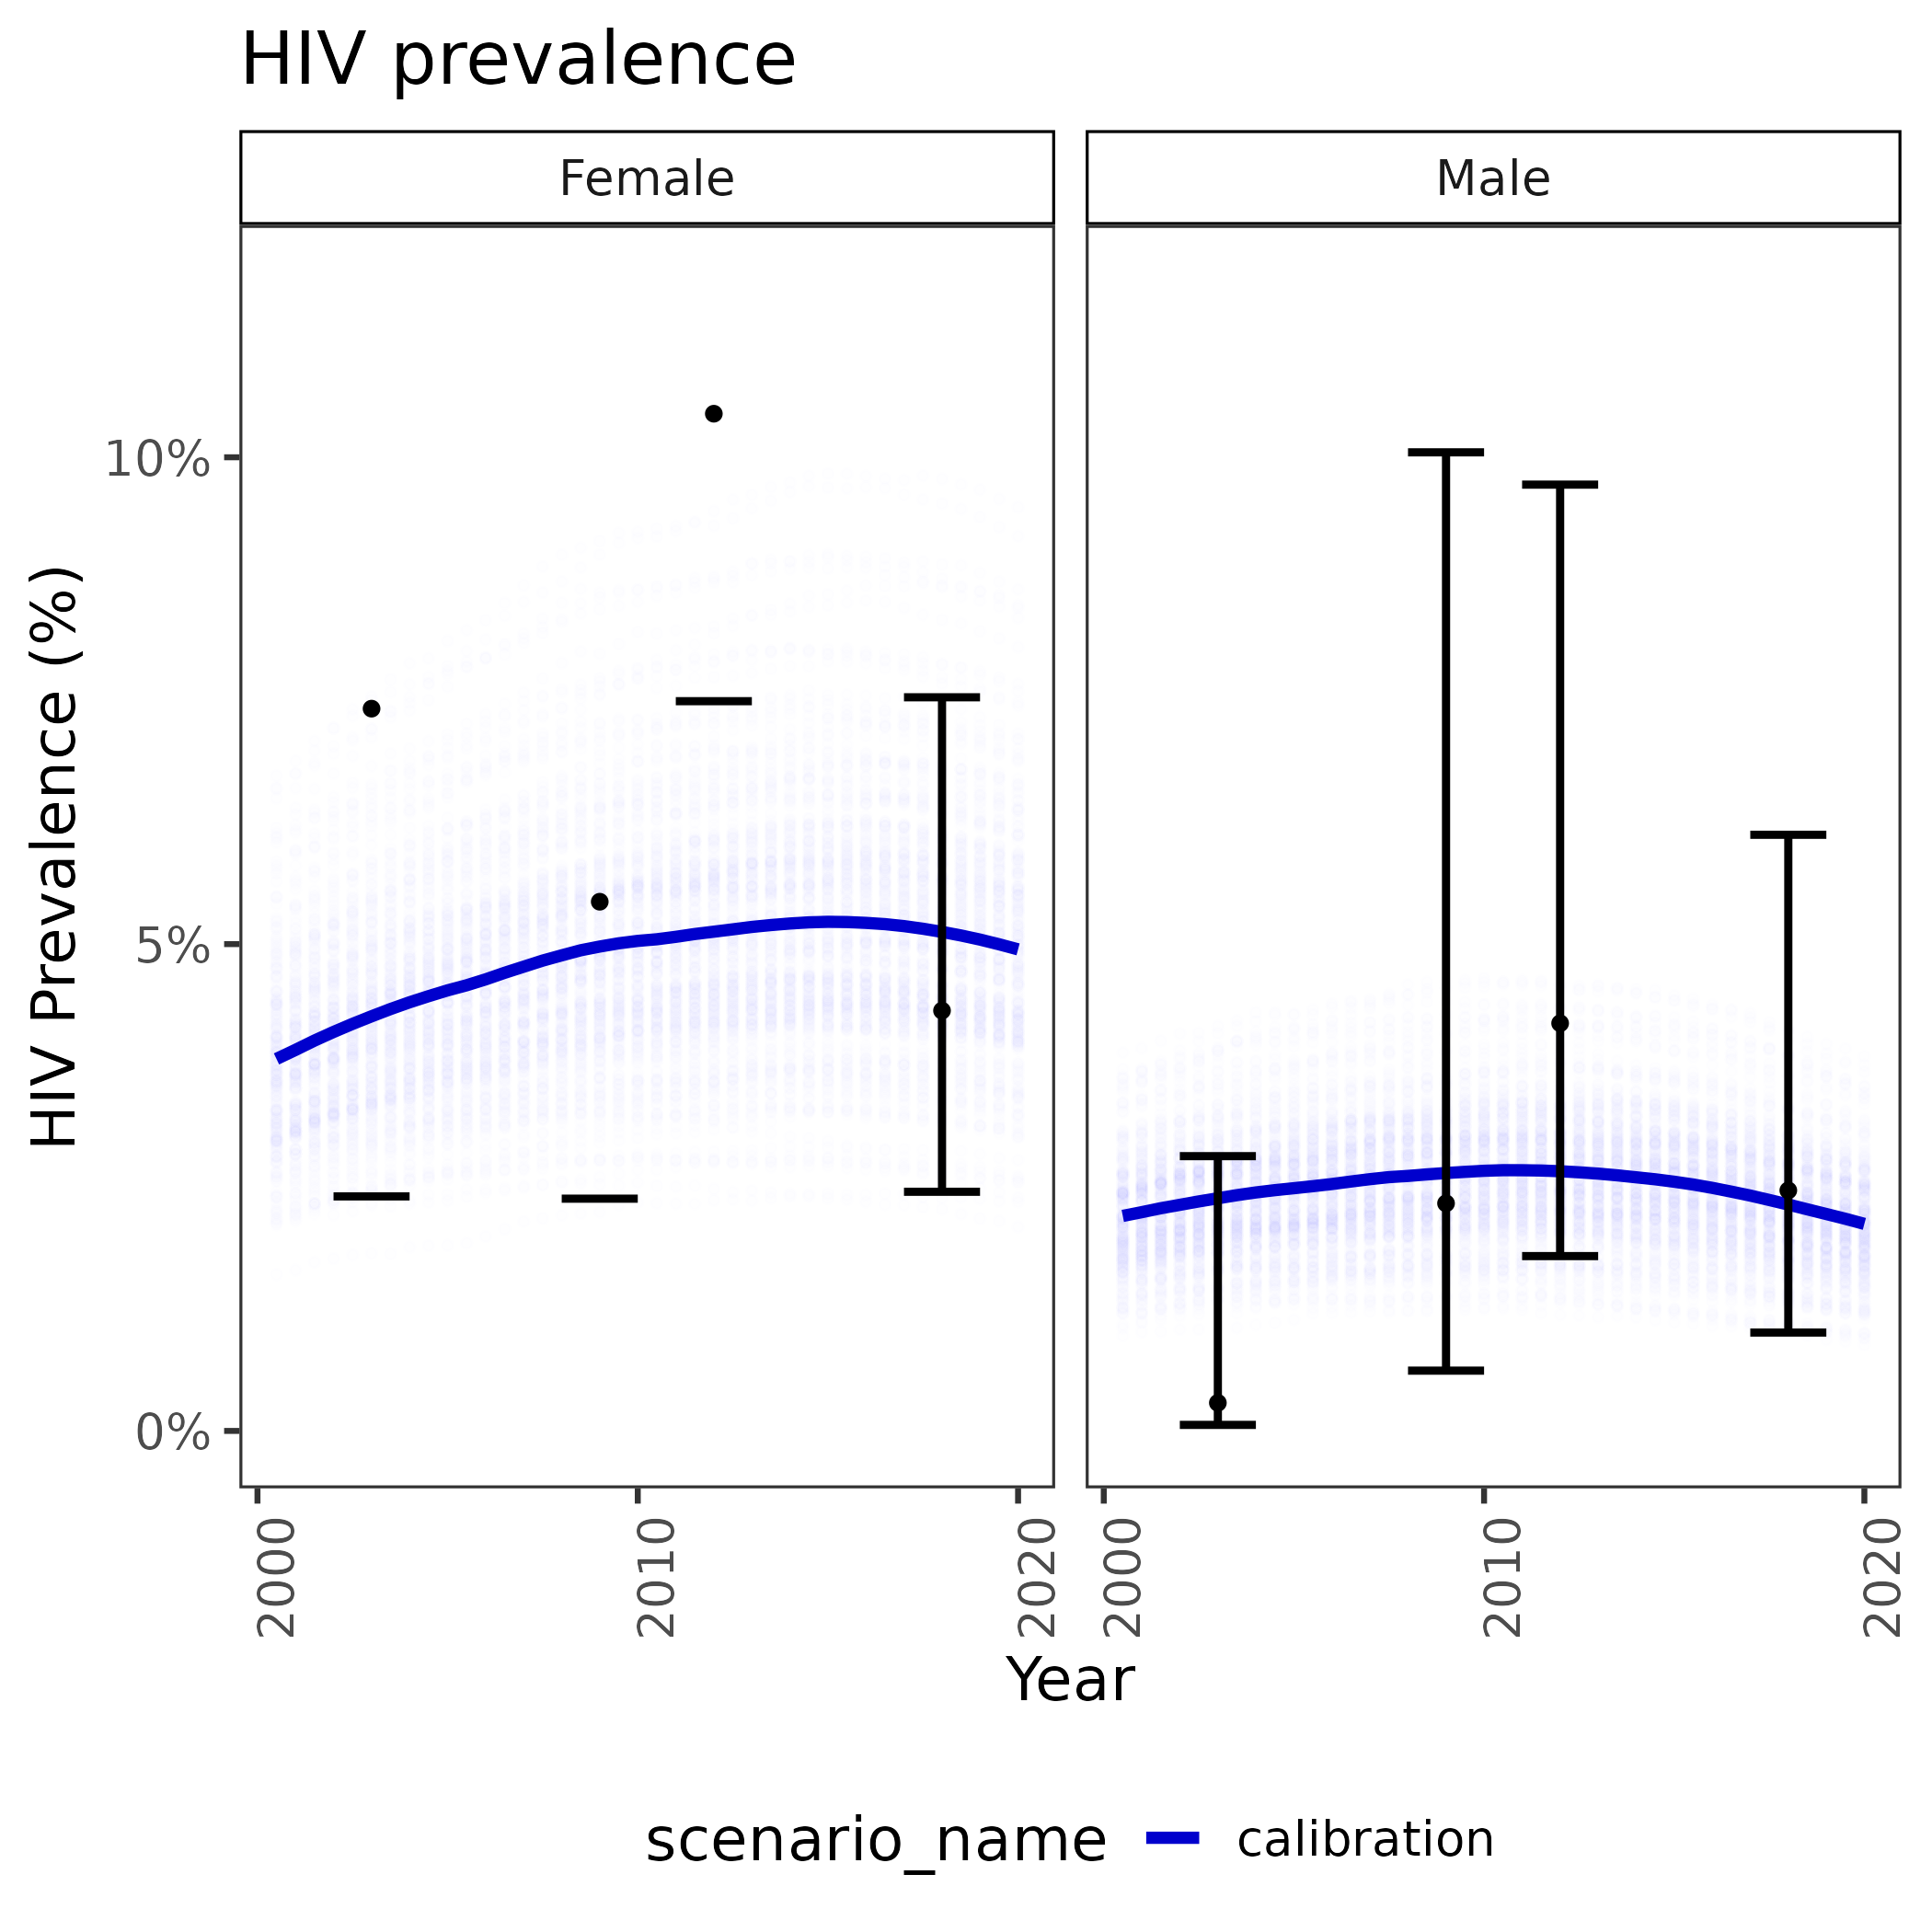 HIV prevalence
Female
Male
HIV Prevalence (%)
10%
5%
0%
2000
2010
2020
2000
2010
2020
Year
scenario_name
calibration